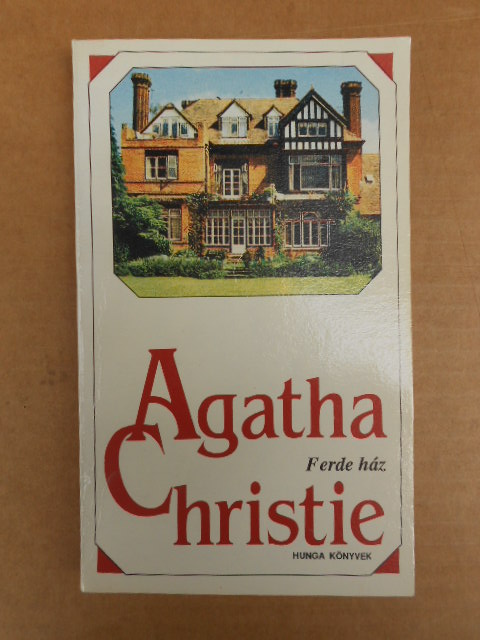 Agatha
Ferde ház
Christie
HUNGA KÖNYVEK